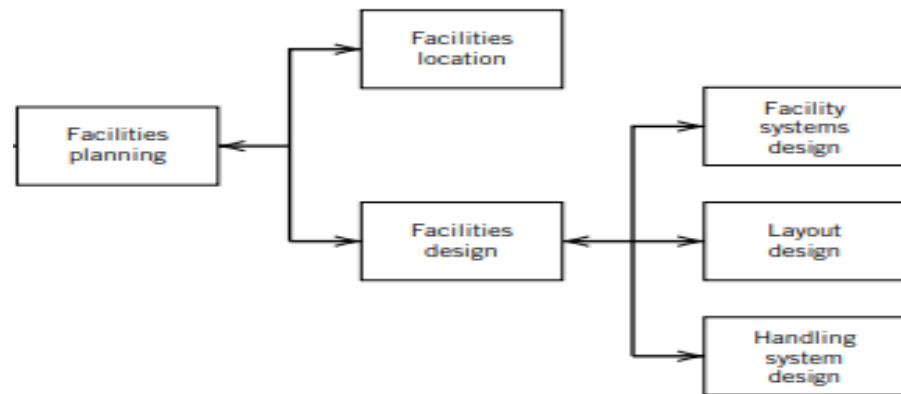 Facilities
location
Facilities
planning
Facility
systems
design
Facilities
design
Layout
design
Handling
system
design